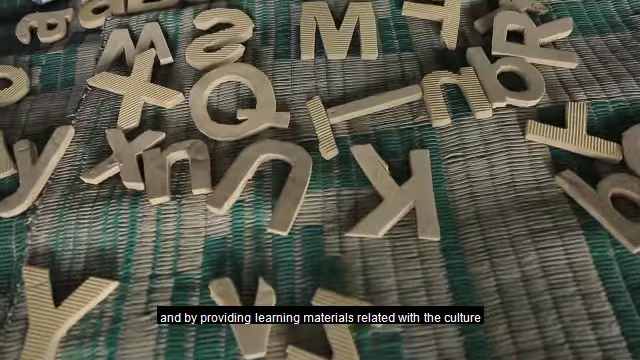 a
W S M T R
X Q l m b
y x n K
Y
and by providing learning materials related with the culture